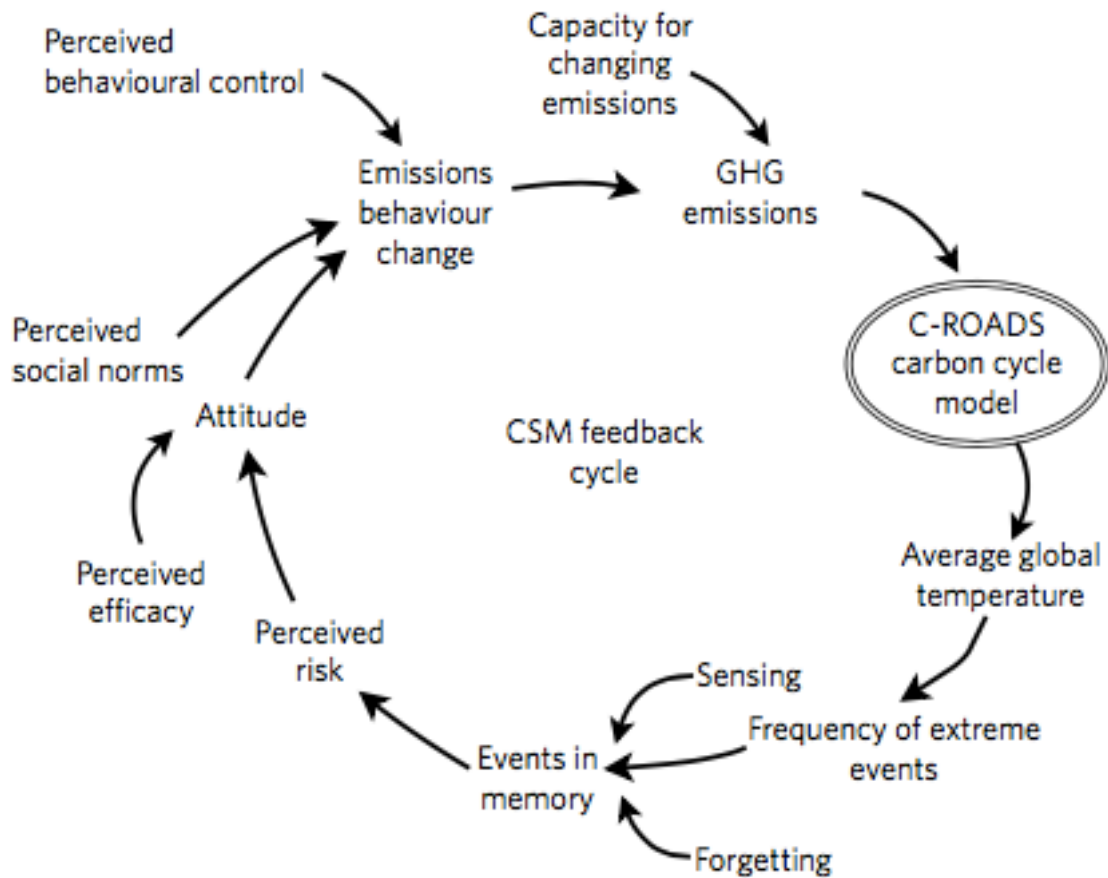 Perceived
behavioural control
Capacity for
changing
emissions
Emissions
behaviour
change
GHG
emissions
C-ROADS
carbon cycle
model
Perceived
social norms
Attitude
CSM feedback
cycle
Average global
temperature
Perceived
efficacy
Perceived
risk
Sensing
Frequency of extreme
events
Events in
memory
Forgetting